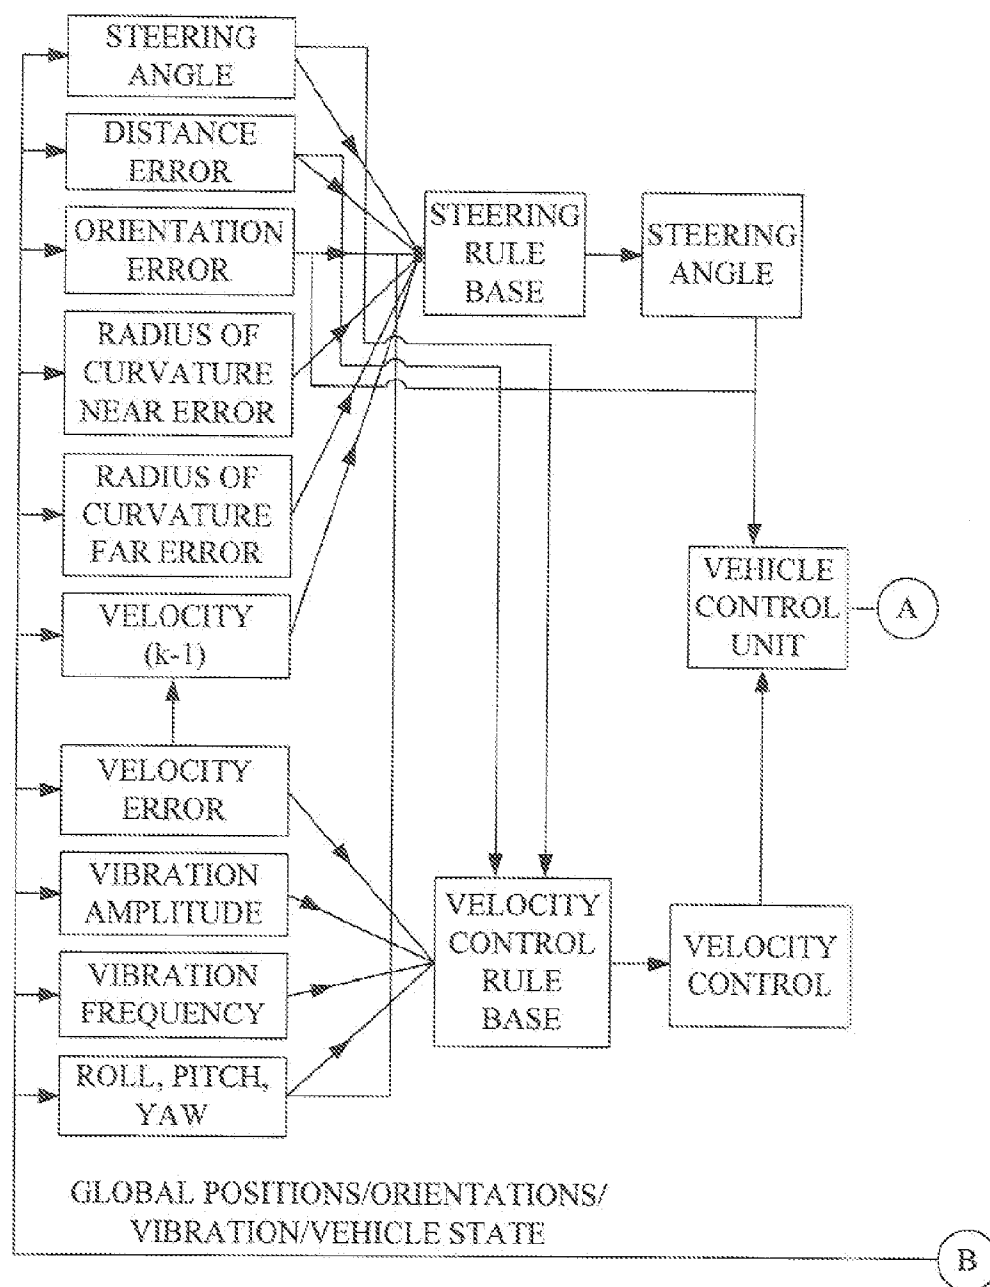 STEERING
ANGLE
DISTANCE
ERROR
ORIENTATION
ERROR
RADIUS OF
CURVATURE
NEAR ERROR
RADIUS OF
CURVATURE
FAR ERROR
VELOCITY
(k-1)
VELOCITY
ERROR
VIBRATION
AMPLITUDE
VIBRATION
FREQUENCY
ROLL, PITCH,
YAW
STEERING
RULE
BASE
STEERING
ANGLE
VEHICLE
CONTROL
UNIT
A
VELOCITY
CONTROL
RULE
BASE
VELOCITY
CONTROL
GLOBAL POSITIONS/ORIENTATIONS/
VIBRATION/VEHICLE STATE
B